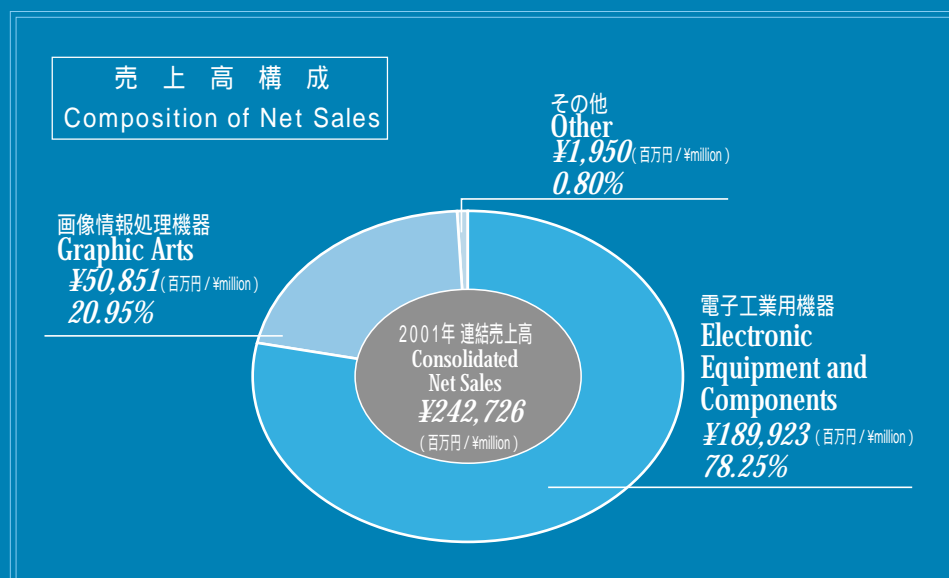 売上高構成
Composition of Net Sales
その他
Other
¥1,950(百万円 / ¥million)
0.80%
画像情報処理機器
Graphic Arts
¥50,851(百万円 / ¥million)
20.95%
電子工業用機器
Electronic
Equipment and
Components
¥189,923(百万円 / ¥million)
78.25%
2001年 連結売上高
Consolidated
Net Sales
¥242,726
(百万円 / ¥million)